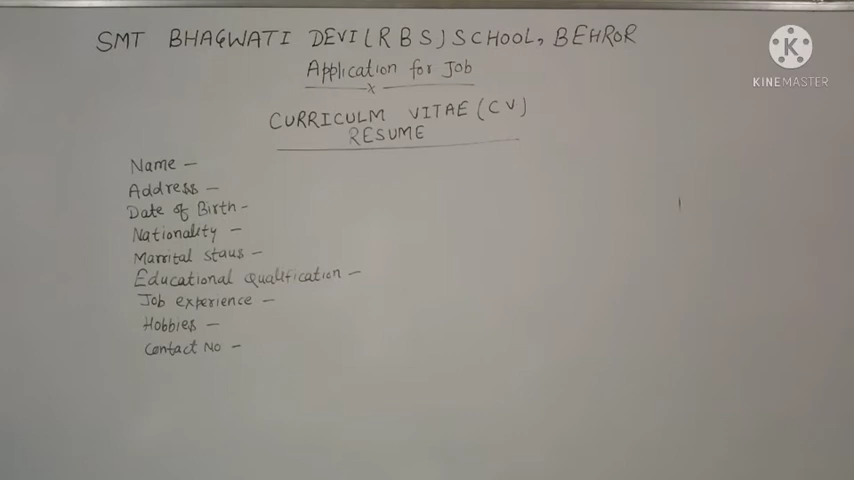 SMT BHAGWATI DEVI(RBS)SCHOOL, BEHROR
Application for Job
x
CURRICULM VITAE (CV)
RESUME
Name -
Address -
Date of Birth -
Nationality -
Marrital staus -
Educational qualification -
Job experience -
Hobbies -
Contact No -
K
KINEMASTER